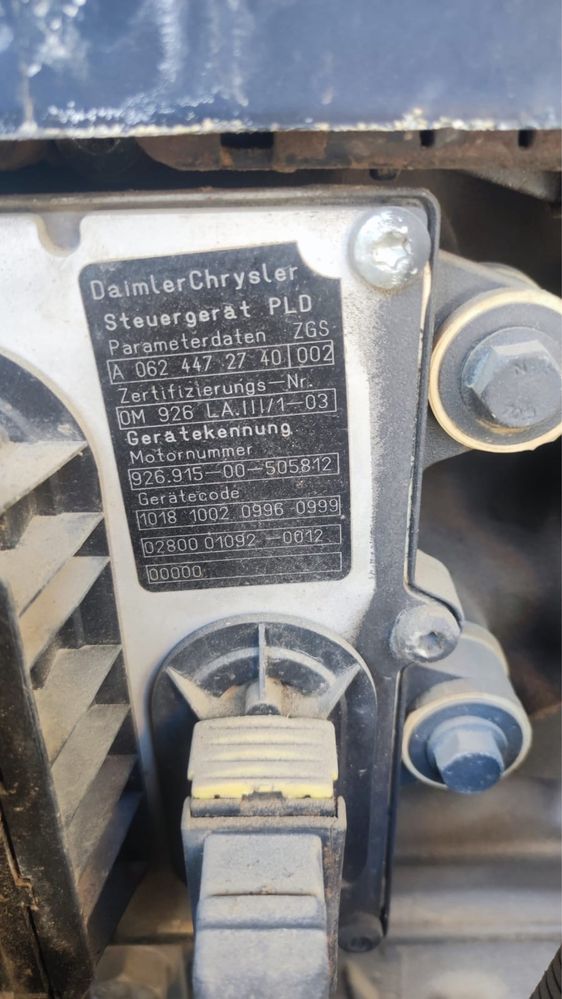 DaimlerChrysler
Steuergerät PLD
Parameterdaten ZGS
A 062 447 27 40 002
Zertifizierungs-Nr.
OM 926 LA.III/1-03
Gerätekennung
Motornummer
926.915-00-505812
Gerätecode
1018 1002 0996 0999
02800 01092 -0012
00000